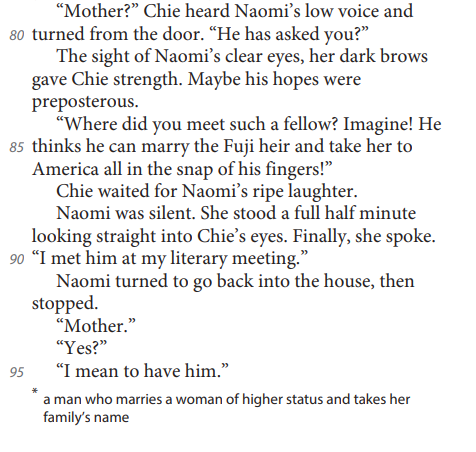 “Mother?” Chie heard Naomi’s low voice and
80 turned from the door. “He has asked you?”
The sight of Naomi’s clear eyes, her dark brows
gave Chie strength. Maybe his hopes were
preposterous.
“Where did you meet such a fellow? Imagine! He
85 thinks he can marry the Fuji heir and take her to
America all in the snap of his fingers!”
Chie waited for Naomi’s ripe laughter.
Naomi was silent. She stood a full half minute
looking straight into Chie’s eyes. Finally, she spoke.
90 “I met him at my literary meeting.”
Naomi turned to go back into the house, then
stopped.
“Mother.”
“Yes?”
95 “I mean to have him.”
* a man who marries a woman of higher status and takes her
family’s name